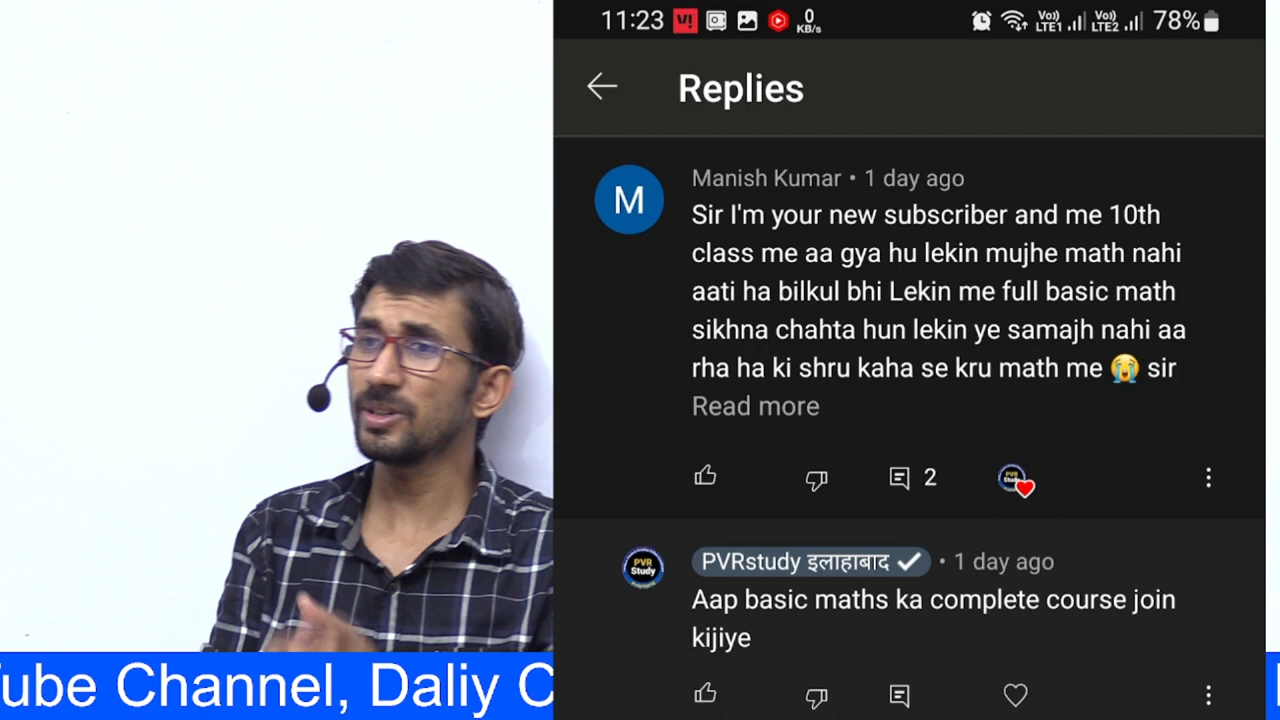 11:23
0
KB/s
Vo))
LTE1
Vo))
LTE2
78%
Replies
M
Manish Kumar • 1 day ago
Sir I'm your new subscriber and me 10th
class me aa gya hu lekin mujhe math nahi
aati ha bilkul bhi Lekin me full basic math
sikhna chahta hun lekin ye samajh nahi aa
rha ha ki shru kaha se kru math me 😭 sir
Read more
2
PVR
Study
PVRstudy इलाहाबाद • 1 day ago
Aap basic maths ka complete course join
kijiye
ube Channel, Daliy C